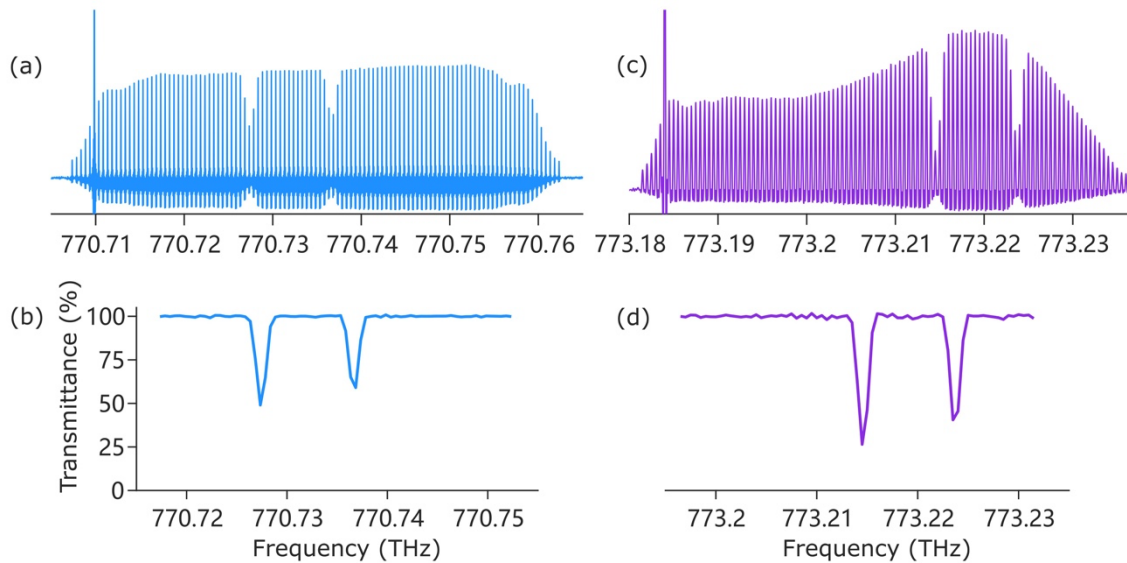 (a)
(c)
770.71 770.72 770.73 770.74 770.75 770.76
773.18 773.19 773.2 773.21 773.22 773.23
(b)
Transmittance (%)
100
75
50
25
0
770.72 770.73 770.74 770.75
Frequency (THz)
(d)
773.2 773.21 773.22 773.23
Frequency (THz)